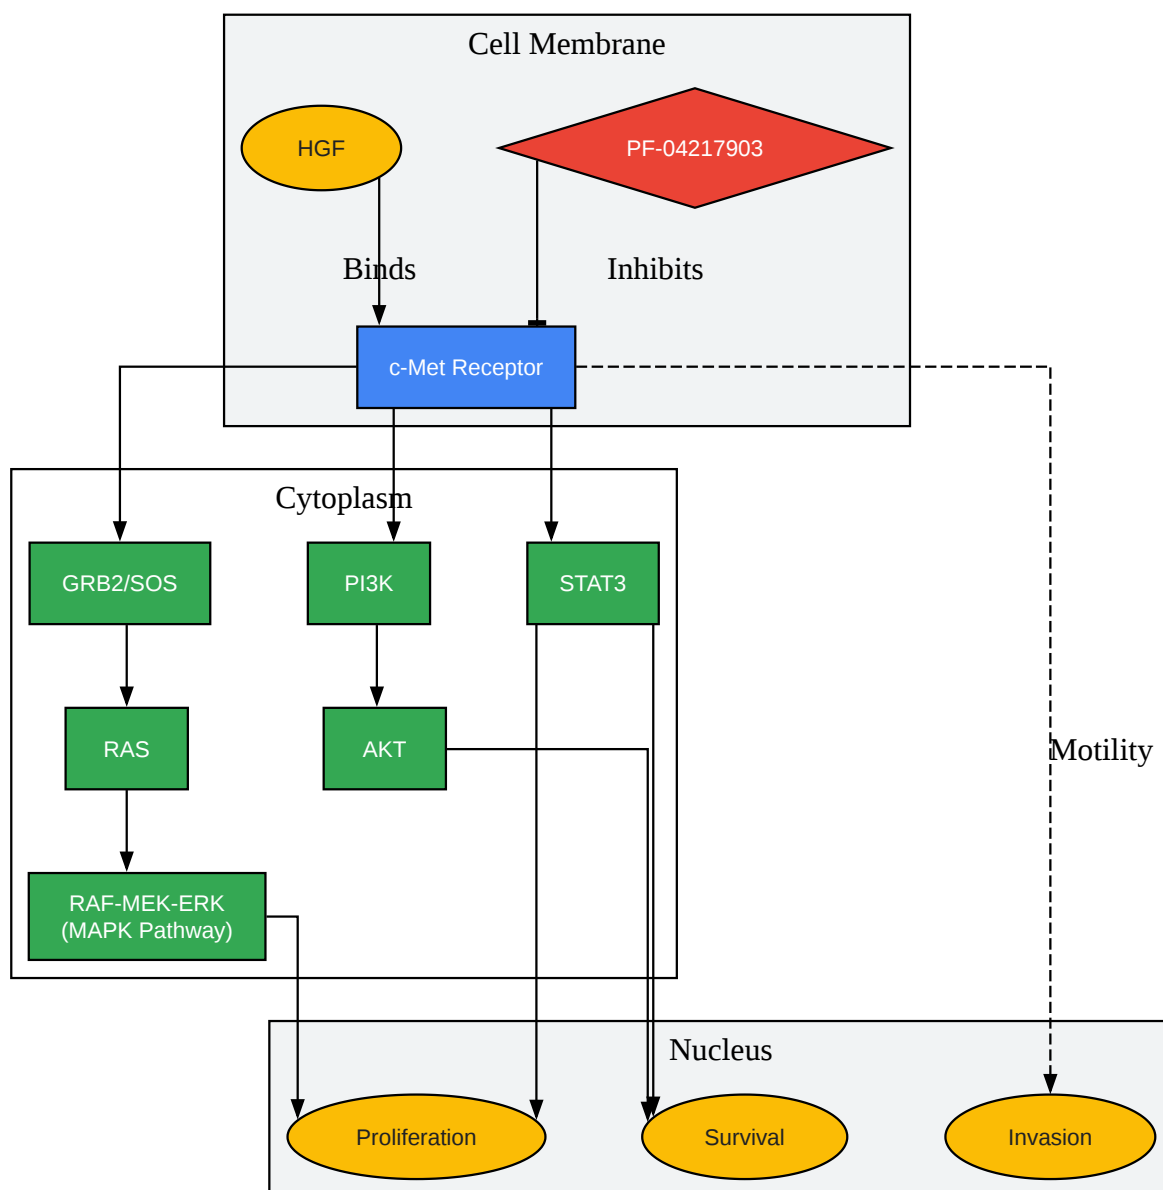 Cell Membrane
HGF
PF-04217903
Binds
Inhibits
c-Met Receptor
Cytoplasm
GRB2/SOS
PI3K
STAT3
RAS
AKT
Motility
RAF-MEK-ERK
(MAPK Pathway)
Nucleus
Proliferation
Survival
Invasion